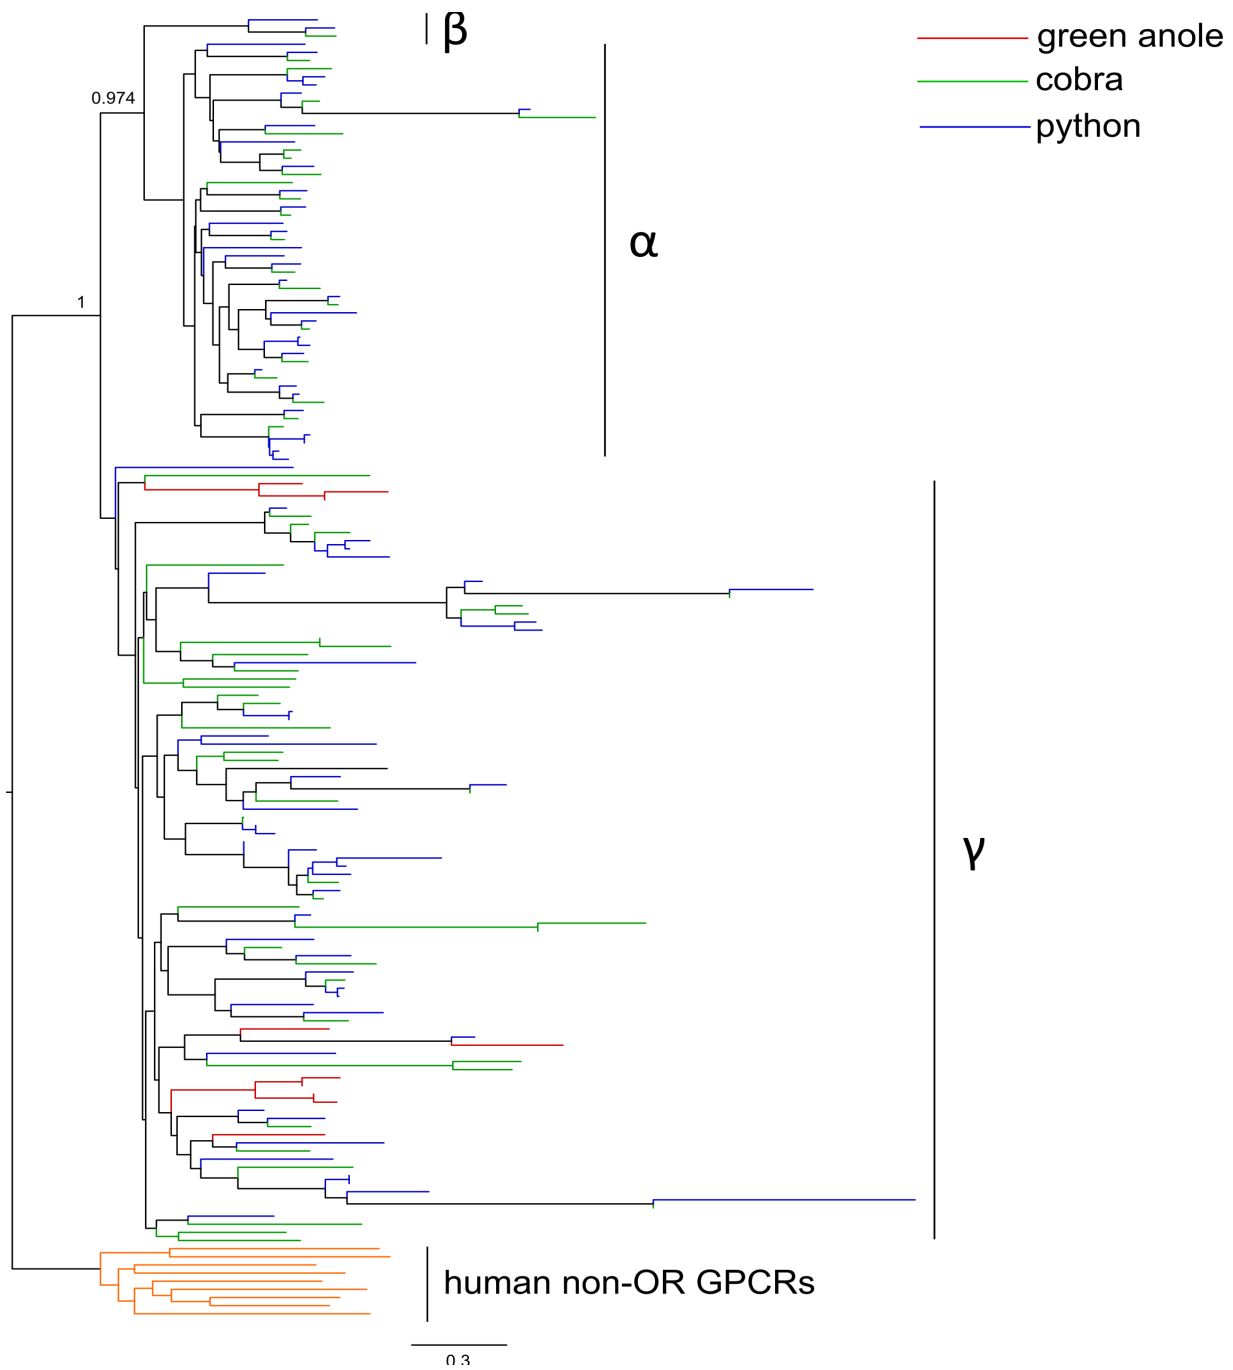 β
green anole
cobra
python
0.974
α
1
γ
human non-OR GPCRs
0.3